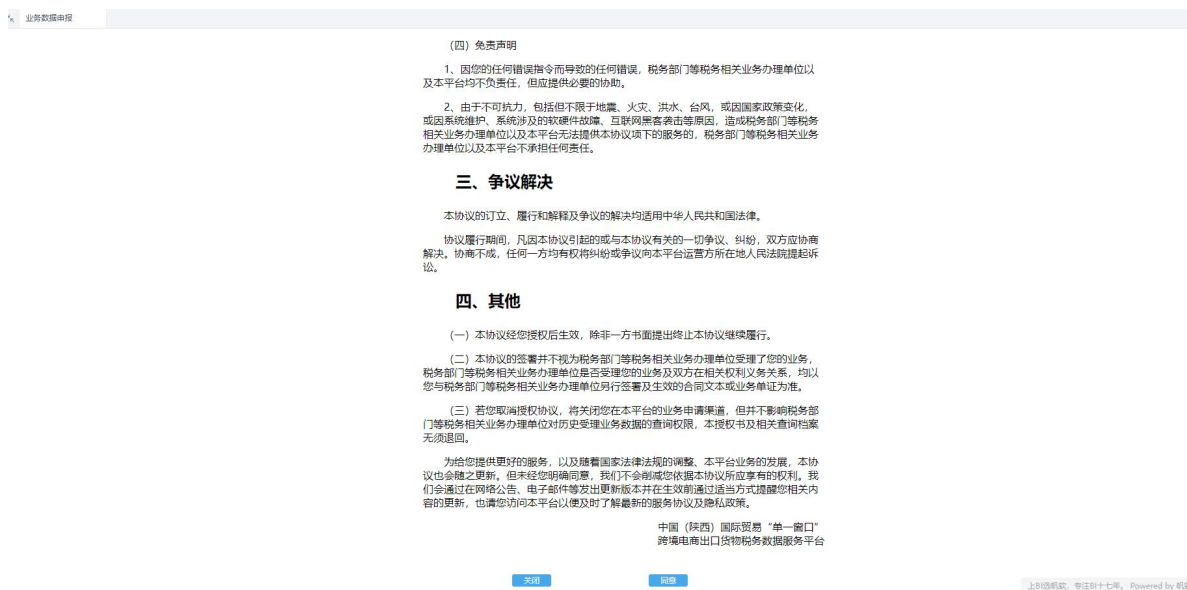 业务数据申报
（四）免责声明
1、因您的任何错误指令而导致的任何错误，税务部门等税务相关业务办理单位以
及本平台均不负责任，但应提供必要的协助。
2、由于不可抗力，包括但不限于地震、火灾、洪水、台风，或因国家政策变化，
或因系统维护、系统涉及的软硬件故障、互联网黑客袭击等原因，造成税务部门等税务
相关业务办理单位以及本平台无法提供本协议项下的服务的，税务部门等税务相关业务
办理单位以及本平台不承担任何责任。
三、争议解决
本协议的订立、履行和解释及争议的解决均适用中华人民共和国法律。
协议履行期间，凡因本协议引起的或与本协议有关的一切争议、纠纷，双方应协商
解决。协商不成，任何一方均有权将纠纷或争议向本平台运营方所在地人民法院提起诉
讼。
四、其他
（一）本协议经您授权后生效，除非一方书面提出终止本协议继续履行。
（二）本协议的签署并不视为税务部门等税务相关业务办理单位受理了您的业务，
税务部门等税务相关业务办理单位是否受理您的业务及双方在相关权利义务关系，均以
您与税务部门等税务相关业务办理单位另行签署及生效的合同文本或业务单证为准。
（三）若您取消授权协议，将关闭您在本平台的业务申请渠道，但并不影响税务部
门等税务相关业务办理单位对历史受理业务数据的查询权限，本授权书及相关查询档案
无须退回。
为给您提供更好的服务，以及随着国家法律法规的调整、本平台业务的发展，本协
议也会随之更新。但未经您明确同意，我们不会削减您依据本协议所应享有的权利。我
们会通过在网络公告、电子邮件等发出更新版本并在生效前通过适当方式提醒您相关内
容的更新，也请您访问本平台以便及时了解最新的服务协议及隐私政策。
中国（陕西）国际贸易“单一窗口”
跨境电商出口货物税务数据服务平台
关闭 同意
上BI选帆软，专注BI十七年。 Powered by 帆